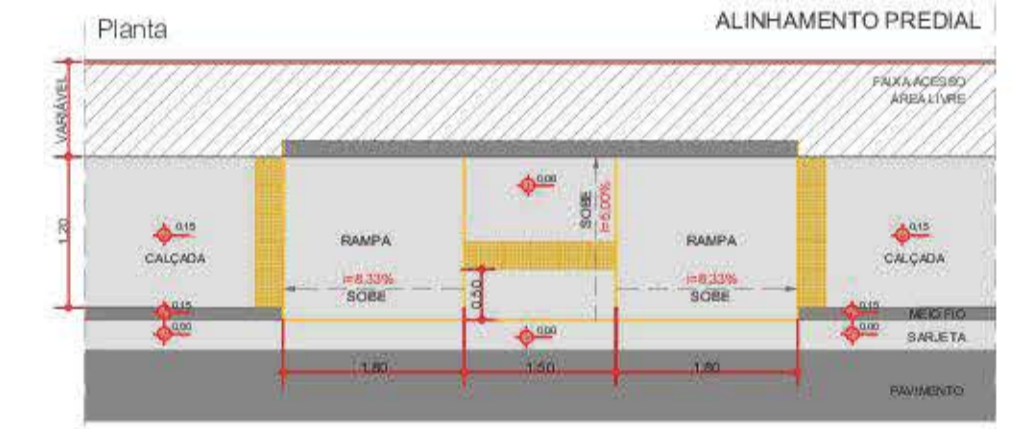 Planta
ALINHAMENTO PREDIAL
VARIÁVEL
FAIXA ACESSO
ÁREA LIVRE
1,20
0,15
CALÇADA
RAMPA
i=8,33%
SOBE
0,00
SOBE
i=5,00%
0,50
RAMPA
i=8,33%
SOBE
0,15
CALÇADA
0,15
0,00
0,00
0,15
0,00
MEIO FIO
SARJETA
1,80
1,50
1,80
PAVIMENTO